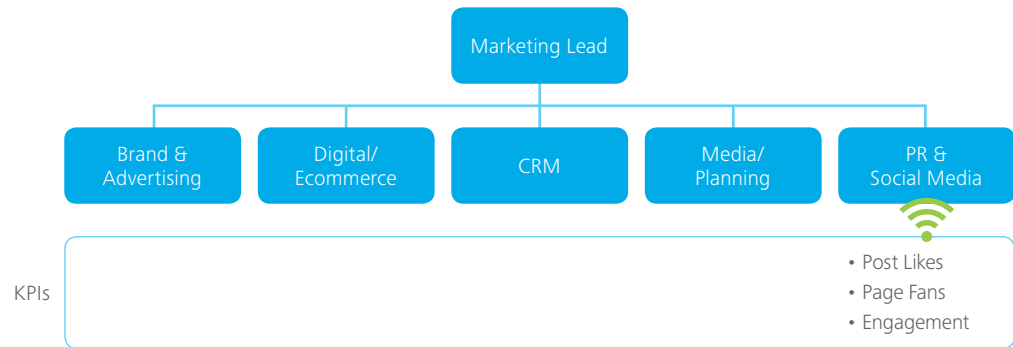 Marketing Lead
Brand &
Advertising
Digital/
Ecommerce
CRM
Media/
Planning
PR &
Social Media
KPIs
• Post Likes
• Page Fans
• Engagement